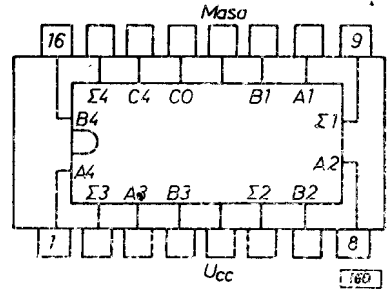 Masa
16 9
Σ4 C4 C0 B1 A1
B4 Σ1
A4 A2
Σ3 A3 B3 Σ2 B2
1 8
Ucc
160